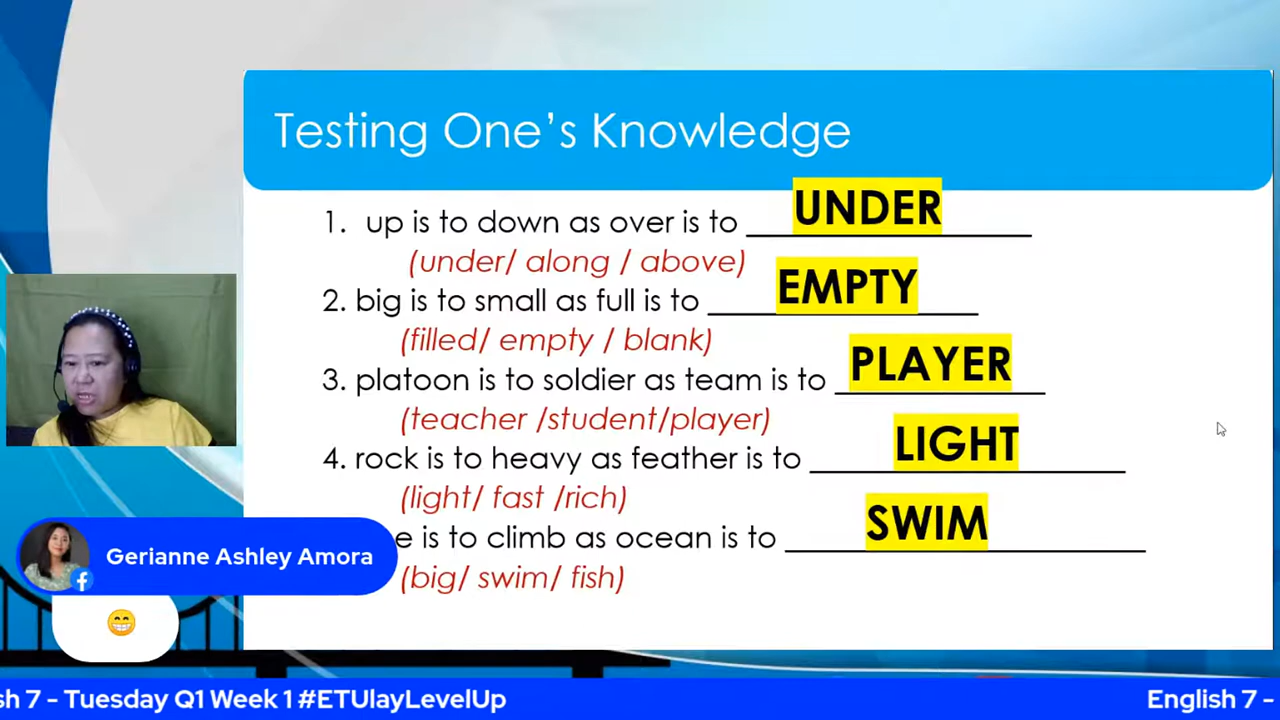 Testing One's Knowledge
1. up is to down as over is to UNDER
(under/ along / above)
2. big is to small as full is to EMPTY
(filled/ empty / blank)
3. platoon is to soldier as team is to PLAYER
(teacher /student/player)
4. rock is to heavy as feather is to LIGHT
(light/ fast /rich)
is to climb as ocean is to SWIM
(big/ swim/ fish)
Gerianne Ashley Amora
7 - Tuesday Q1 Week 1 #ETUlayLevelUp
English 7 -